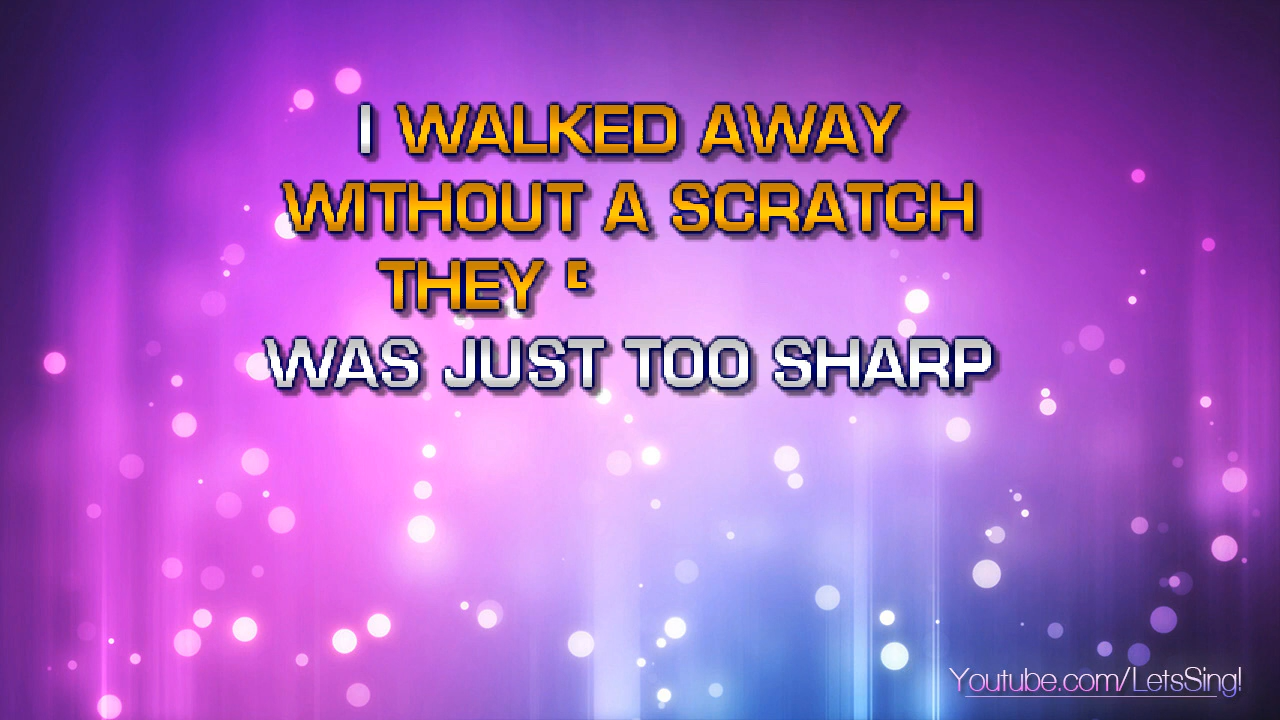 I WALKED AWAY
WITHOUT A SCRATCH
THEY
WAS JUST TOO SHARP
Youtube.com/LetsSing!